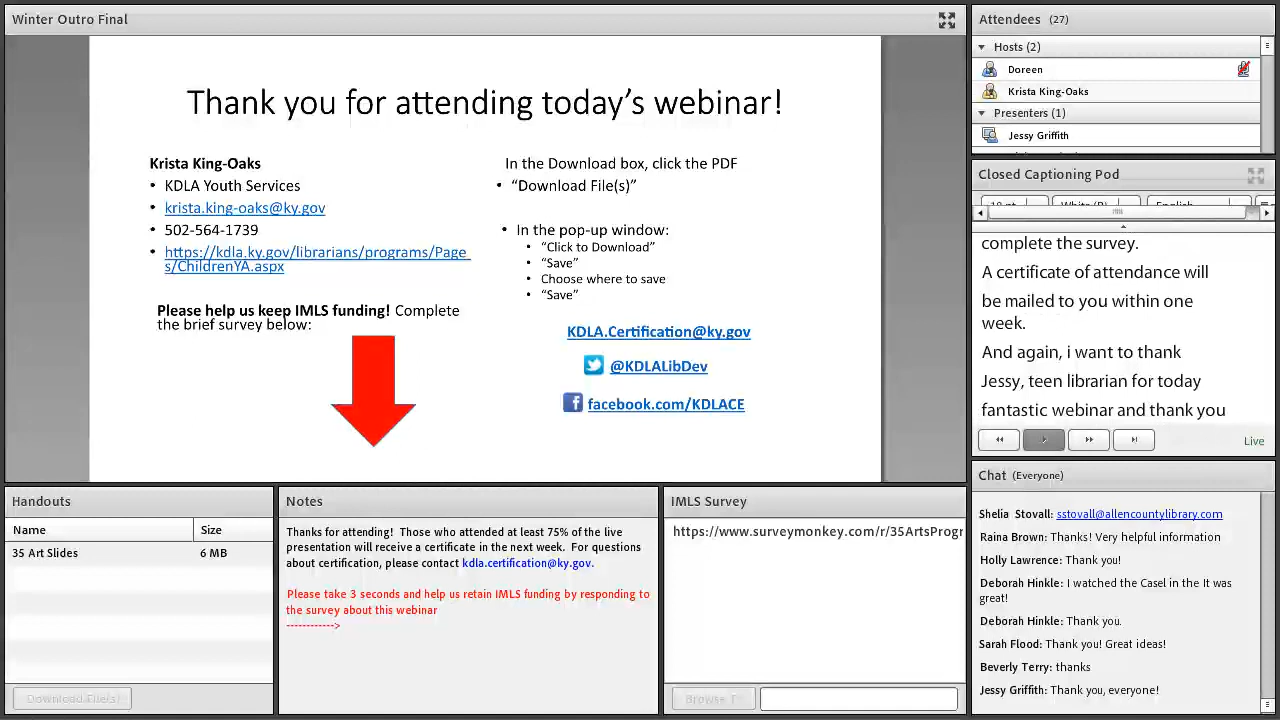 Winter Outro Final
Thank you for attending today's webinar!
Krista King-Oaks
• KDLA Youth Services
• krista.king-oaks@ky.gov
• 502-564-1739
• https://kdla.ky.gov/librarians/programs/Page
s/ChildrenYA.aspx
Please help us keep IMLS funding! Complete
the brief survey below:
In the Download box, click the PDF
• “Download File(s)”
• In the pop-up window:
• “Click to Download”
• “Save”
• Choose where to save
• “Save”
KDLA.Certification@ky.gov
@KDLALibDev
facebook.com/KDLACE
Attendees (27)
Hosts (2)
Doreen
Krista King-Oaks
Presenters (1)
Jessy Griffith
Closed Captioning Pod
complete the survey.
A certificate of attendance will
be mailed to you within one
week.
And again, i want to thank
Jessy, teen librarian for today
fantastic webinar and thank you
Live
Handouts
Name Size
35 Art Slides 6 MB
Download File(s)
Notes
Thanks for attending! Those who attended at least 75% of the live
presentation will receive a certificate in the next week. For questions
about certification, please contact kdla.certification@ky.gov.
Please take 3 seconds and help us retain IMLS funding by responding to
the survey about this webinar
------------>
IMLS Survey
https://www.surveymonkey.com/r/35ArtsProgr
Browse T
Chat (Everyone)
Shelia Stovall: sstovall@allencountylibrary.com
Raina Brown: Thanks! Very helpful information
Holly Lawrence: Thank you!
Deborah Hinkle: I watched the Casel in the It was
great!
Deborah Hinkle: Thank you.
Sarah Flood: Thank you! Great ideas!
Beverly Terry: thanks
Jessy Griffith: Thank you, everyone!